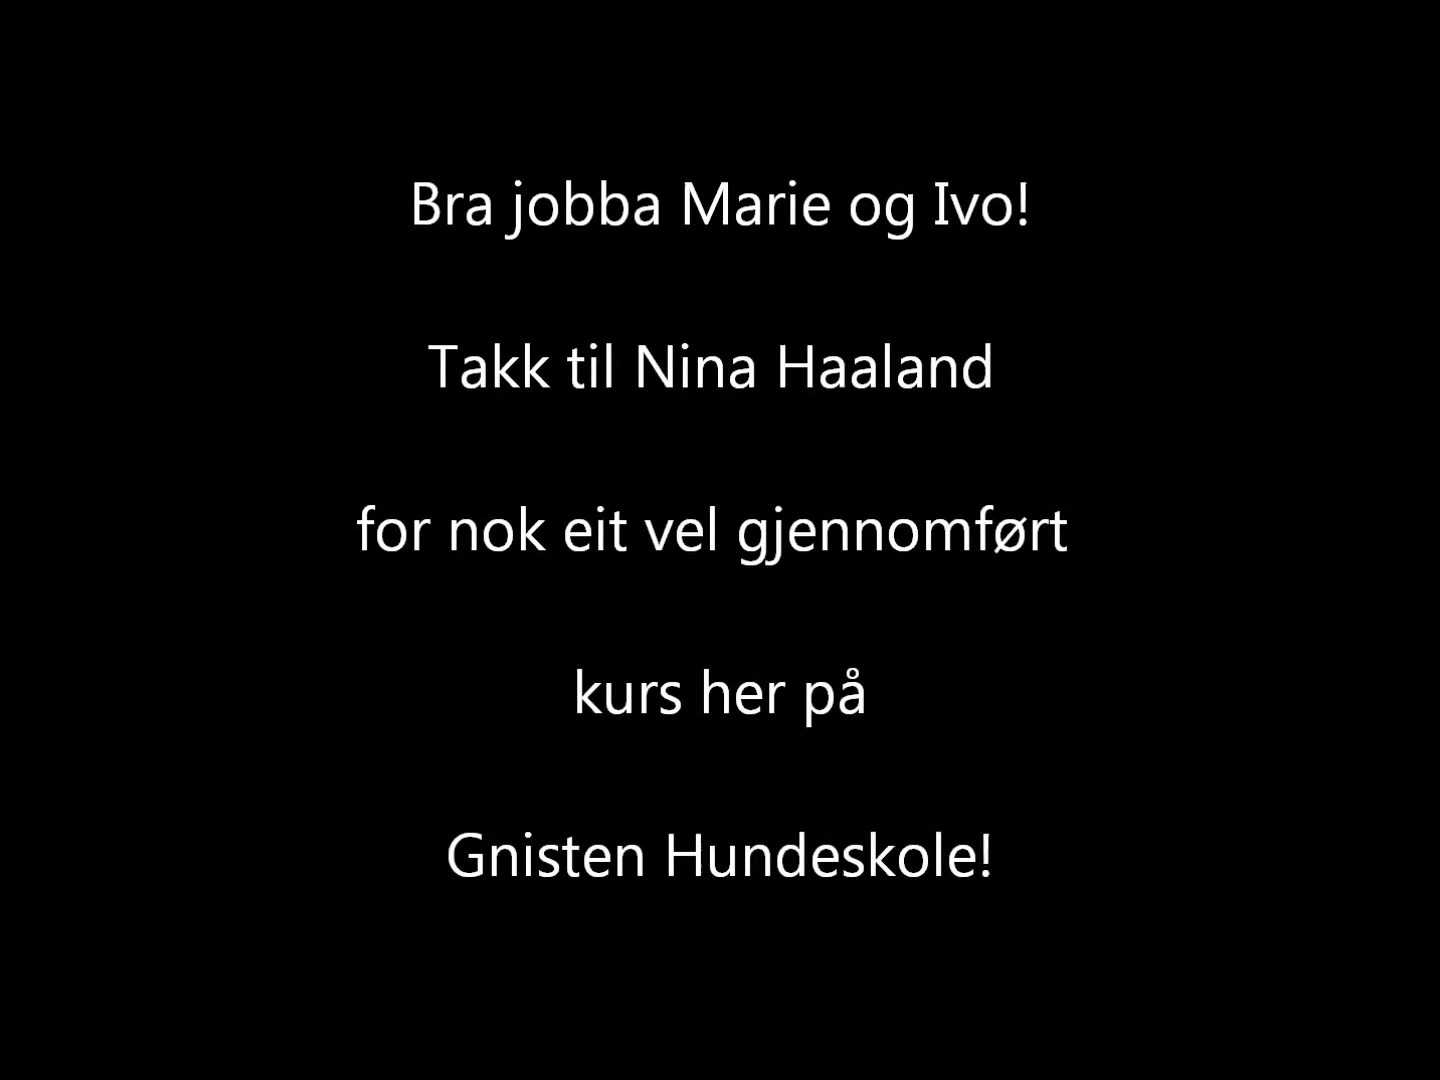 Bra jobba Marie og Ivo!
Takk til Nina Haaland
for nok eit vel gjennomført
kurs her på
Gnisten Hundeskole!